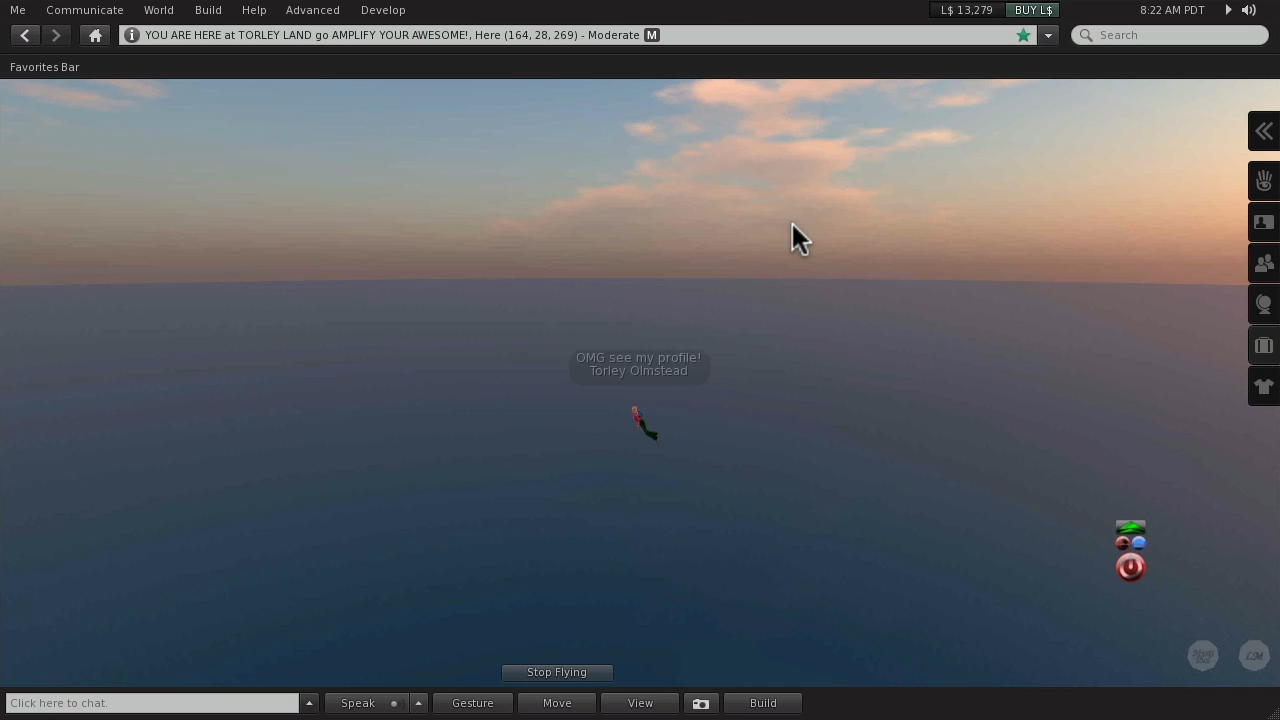 Me Communicate World Build Help Advanced Develop L$ 13,279 BUY L$ 8:22 AM PDT
YOU ARE HERE at TORLEY LAND go AMPLIFY YOUR AWESOME!, Here (164, 28, 269) - Moderate M Search
Favorites Bar
OMG see my profile!
Torley Olmstead
Stop Flying
Click here to chat. Speak Gesture Move View Build